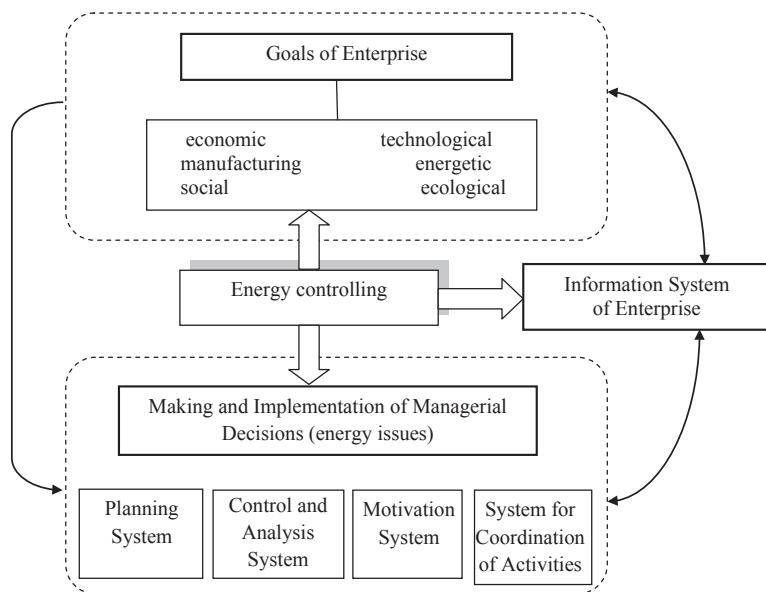 Goals of Enterprise
economic technological
manufacturing energetic
social ecological
Energy controlling
Information System
of Enterprise
Making and Implementation of Managerial
Decisions (energy issues)
Planning
System
Control and
Analysis
System
Motivation
System
System for
Coordination
of Activities